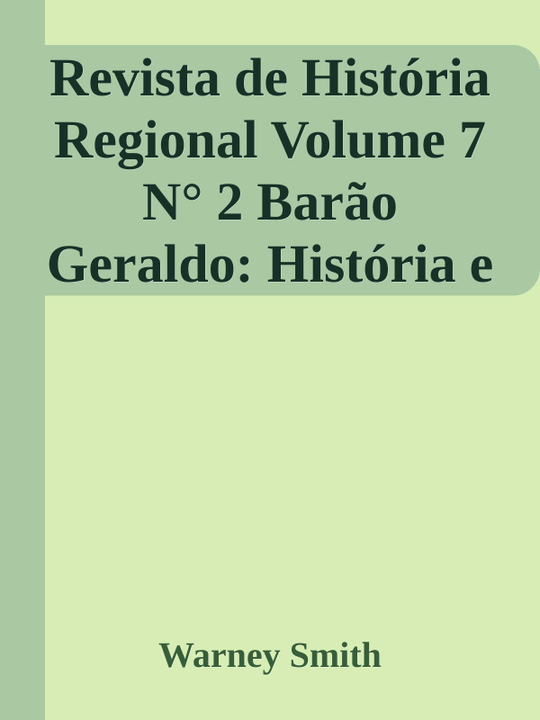 Revista de História
Regional Volume 7
N° 2 Barão
Geraldo: História e
Warney Smith